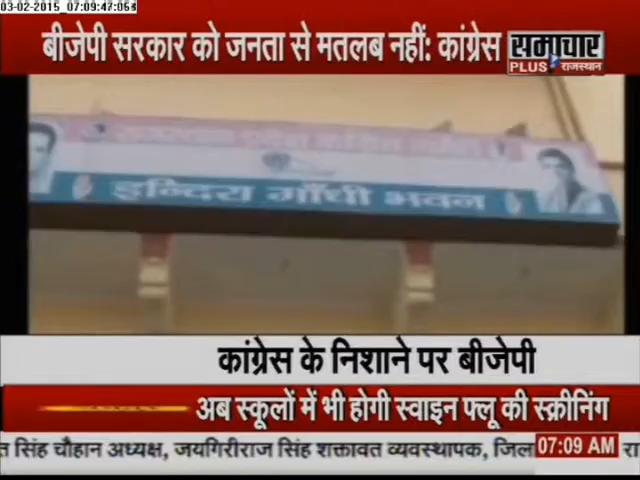 03-02-2015 07:09:47:06
बीजेपी सरकार को जनता से मतलब नहीं: कांग्रेस
समाचार
PLUS राजस्थान
इन्दिरा गाँधी भवन
कांग्रेस के निशाने पर बीजेपी
अब स्कूलों में भी होगी स्वाइन फ्लू की स्क्रीनिंग
त सिंह चौहान अध्यक्ष, जयगिरीराज सिंह शक्तावत व्यवस्थापक, जिल
07:09 AM
रा